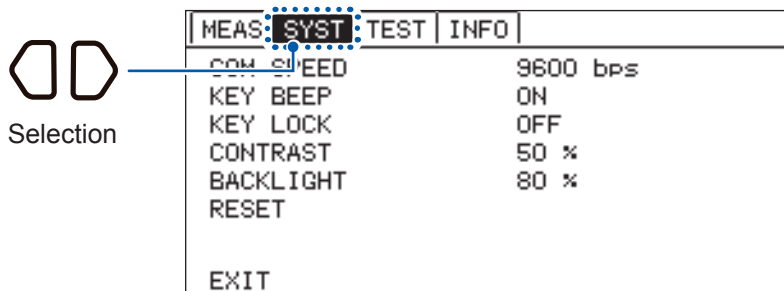 MEAS SYST TEST INFO
Selection
COM SPEED 9600 bps
KEY BEEP ON
KEY LOCK OFF
CONTRAST 50 %
BACKLIGHT 80 %
RESET
EXIT